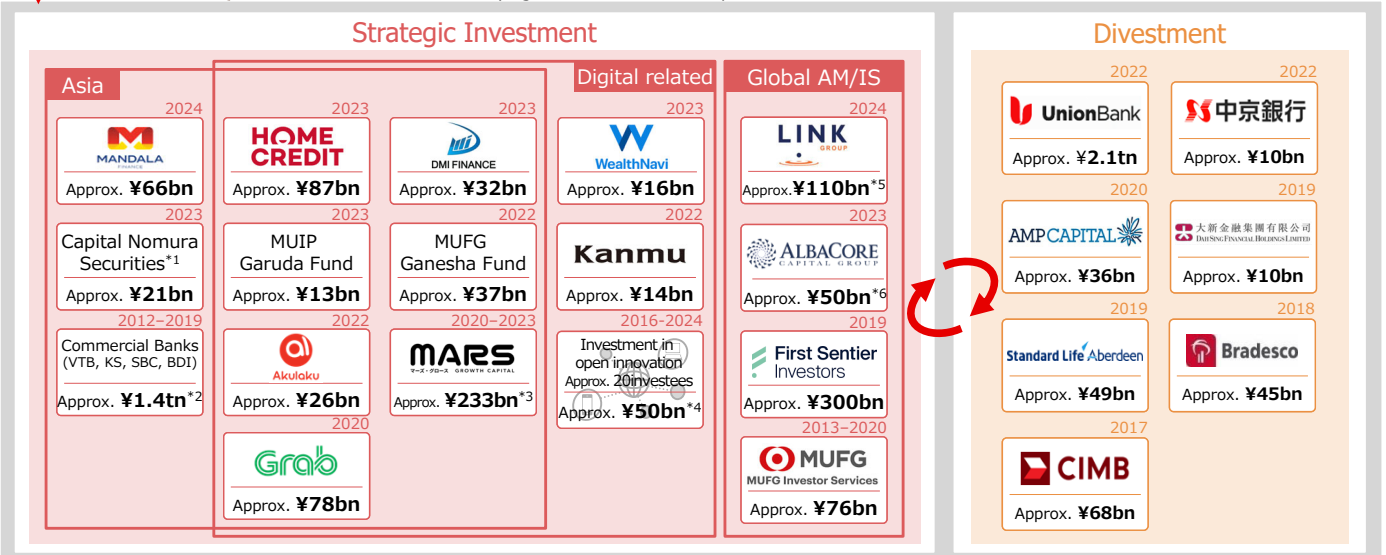 Strategic Investment
Asia
Digital related
Global AM/IS
2024
MANDALA
FINANCE
Approx. ¥66bn
2023
HOME
CREDIT
Approx. ¥87bn
2023
DMI FINANCE
Approx. ¥32bn
2023
WealthNavi
Approx. ¥16bn
2024
LINK
GROUP
Approx.¥110bn*5
2023
Capital Nomura
Securities*1
Approx. ¥21bn
2023
MUIP
Garuda Fund
Approx. ¥13bn
2022
MUFG
Ganesha Fund
Approx. ¥37bn
2022
Kanmu
Approx. ¥14bn
2023
ALBACORE
CAPITAL GROUP
Approx. ¥50bn*6
2012–2019
Commercial Banks
(VTB, KS, SBC, BDI)
Approx. ¥1.4tn*2
2022
Akulaku
Approx. ¥26bn
2020–2023
MARS
マーズ・グロース GROWTH CAPITAL
Approx. ¥233bn*3
2016-2024
Investment in
open innovation
Approx. 20investees
Approx. ¥50bn*4
2019
First Sentier
Investors
Approx. ¥300bn
2020
Grab
Approx. ¥78bn
2013–2020
MUFG
MUFG Investor Services
Approx. ¥76bn
Divestment
2022
UnionBank
Approx. ¥2.1tn
2022
中京銀行
Approx. ¥10bn
2020
AMP CAPITAL
Approx. ¥36bn
2019
大新金融集團有限公司
DAH SING FINANCIAL HOLDINGS LIMITED
Approx. ¥10bn
2019
Standard Life Aberdeen
Approx. ¥49bn
2018
Bradesco
Approx. ¥45bn
2017
CIMB
Approx. ¥68bn